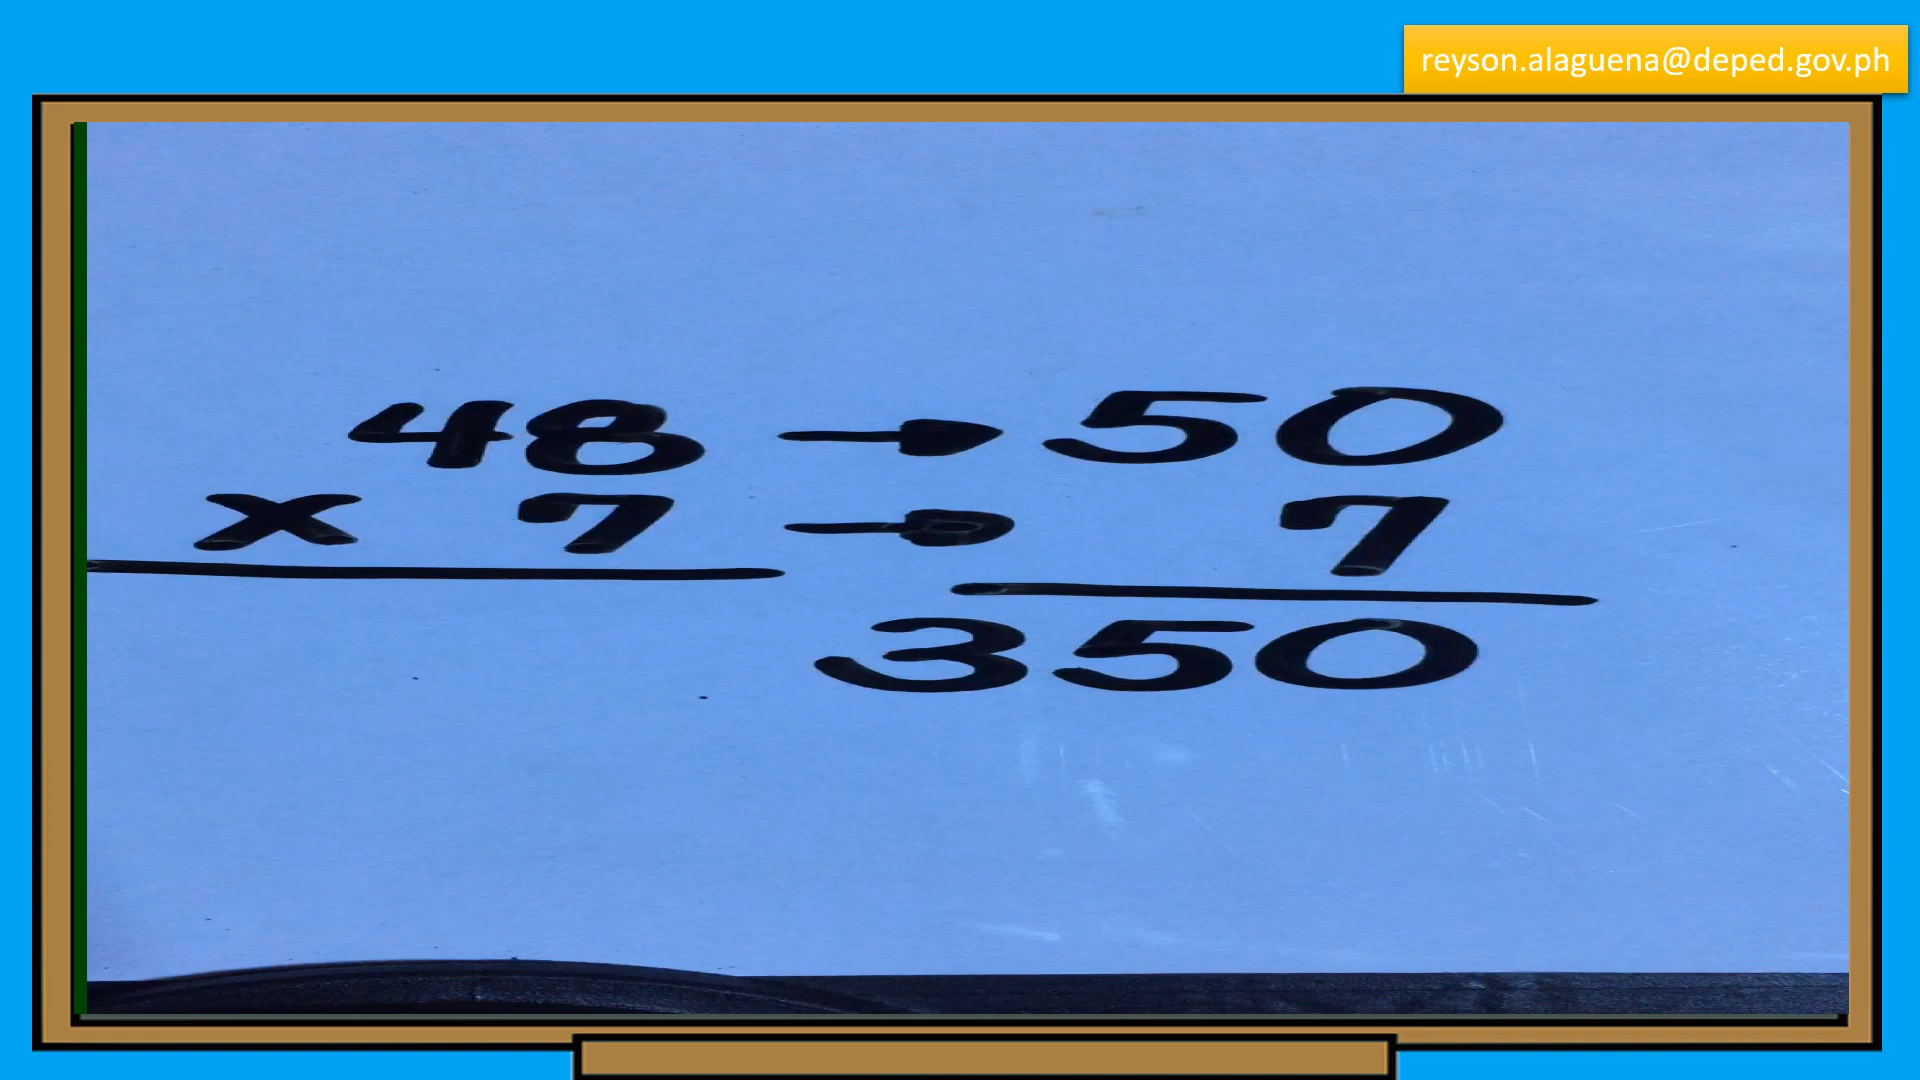 reyson.alaguena@deped.gov.ph
48 → 50
x 7 → 7
350